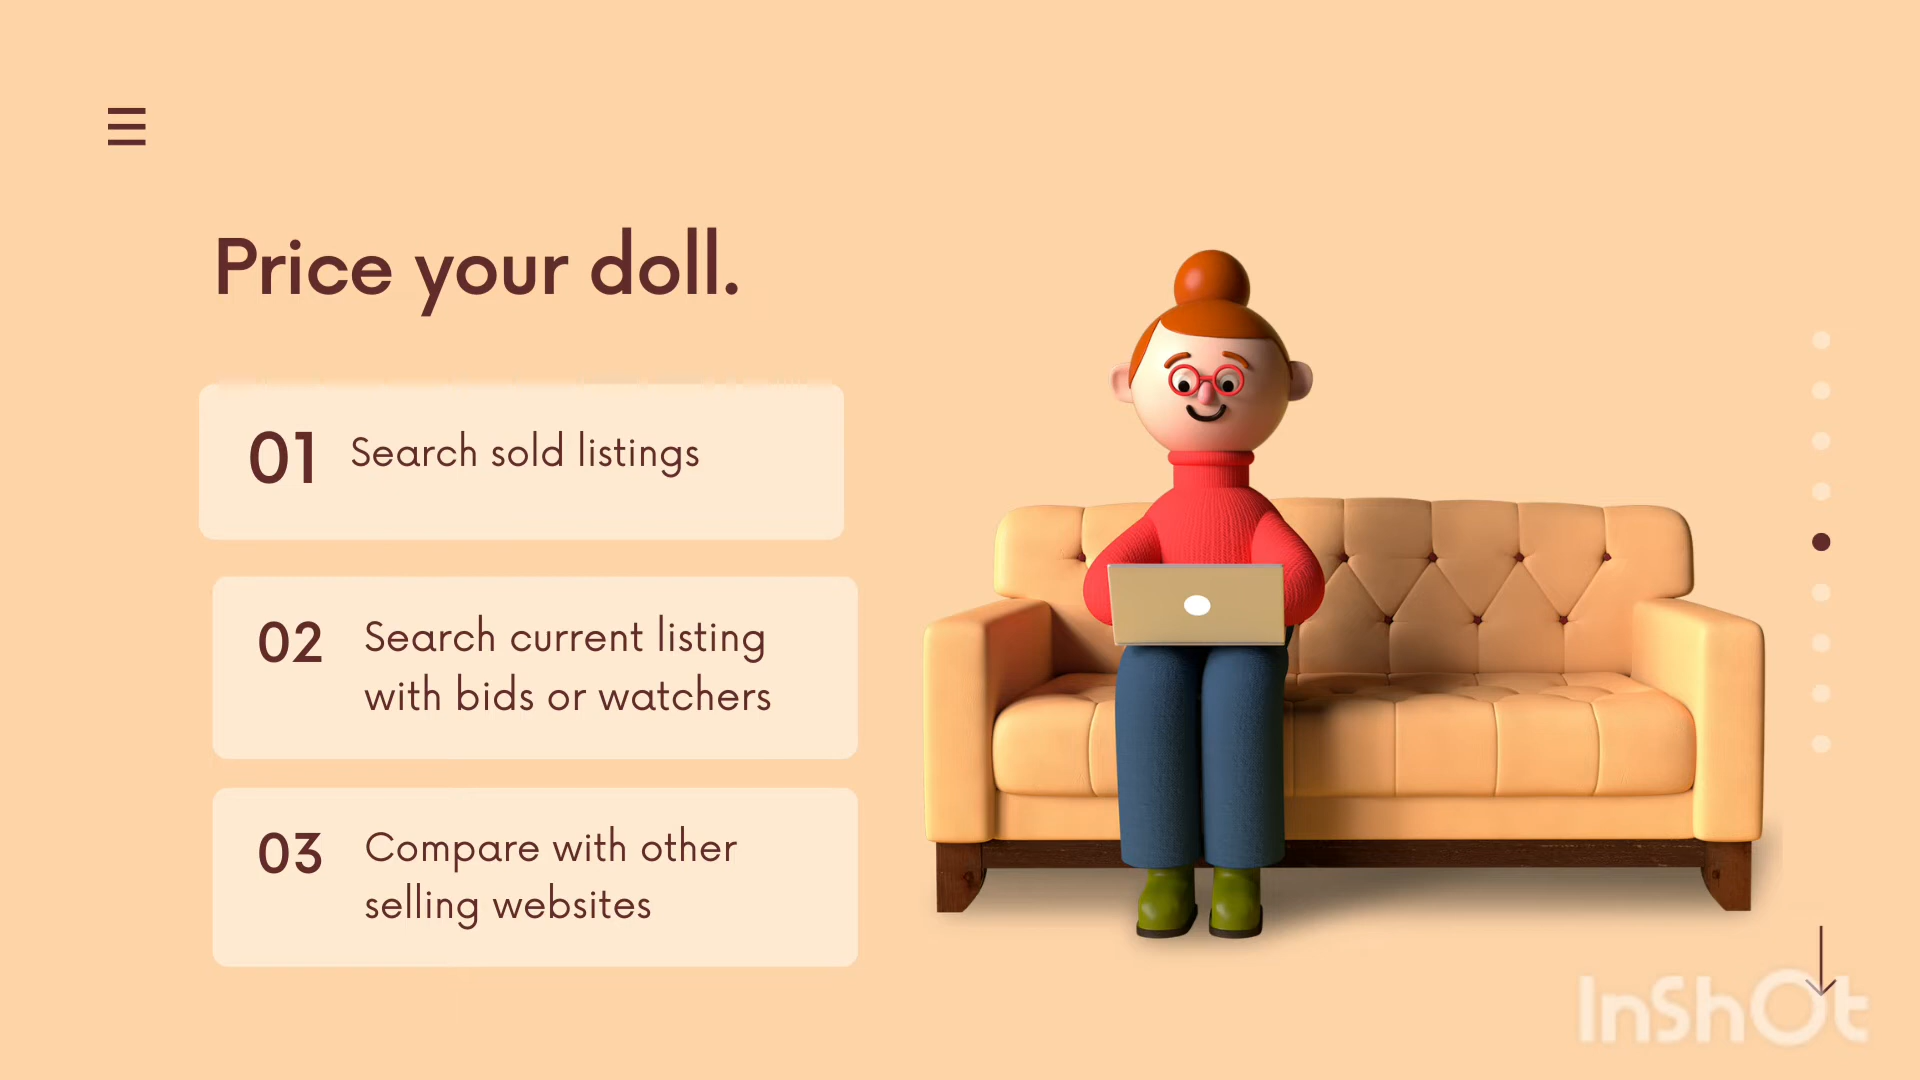 Price your doll.
01 Search sold listings
02 Search current listing
with bids or watchers
03 Compare with other
selling websites
InShOt